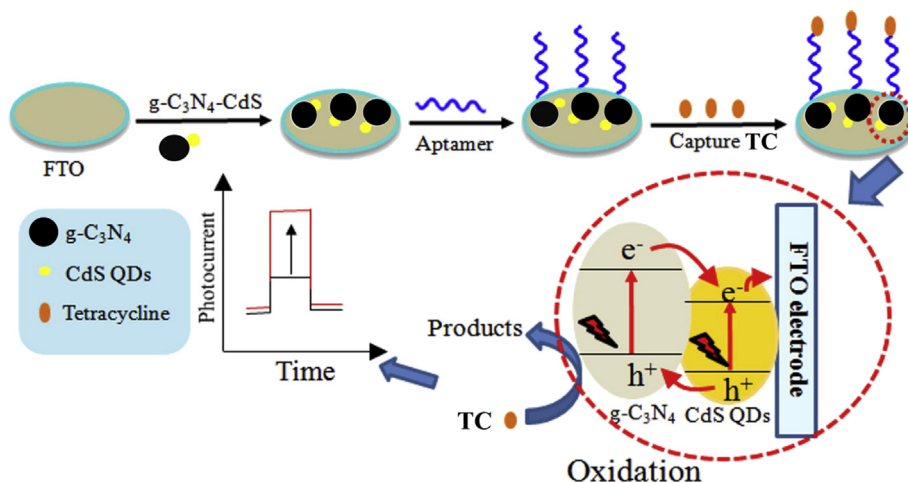 g-C₃N₄-CdS
FTO
Aptamer
Capture TC
g-C₃N₄
CdS QDs
Tetracycline
Photocurrent
Time
e⁻
e⁻
h⁺
h⁺
g-C₃N₄
CdS QDs
FTO electrode
Products
TC
Oxidation